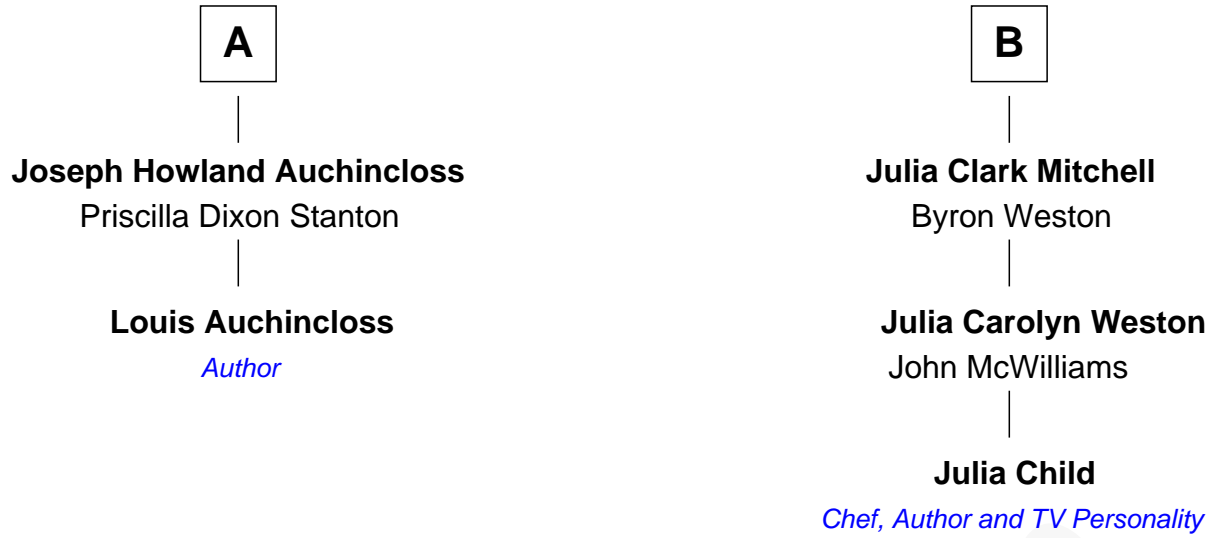 A
Joseph Howland Auchincloss
Priscilla Dixon Stanton
Louis Auchincloss
Author
B
Julia Clark Mitchell
Byron Weston
Julia Carolyn Weston
John McWilliams
Julia Child
Chef, Author and TV Personality